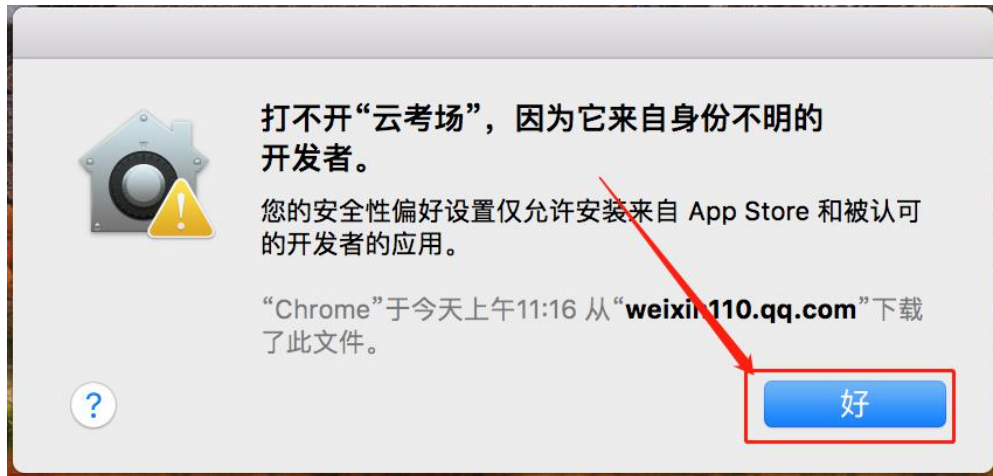 打不开“云考场”，因为它来自身份不明的
开发者。
您的安全性偏好设置仅允许安装来自 App Store 和被认可
的开发者的应用。
“Chrome”于今天上午11:16 从“weixin110.qq.com”下载
了此文件。
?
好